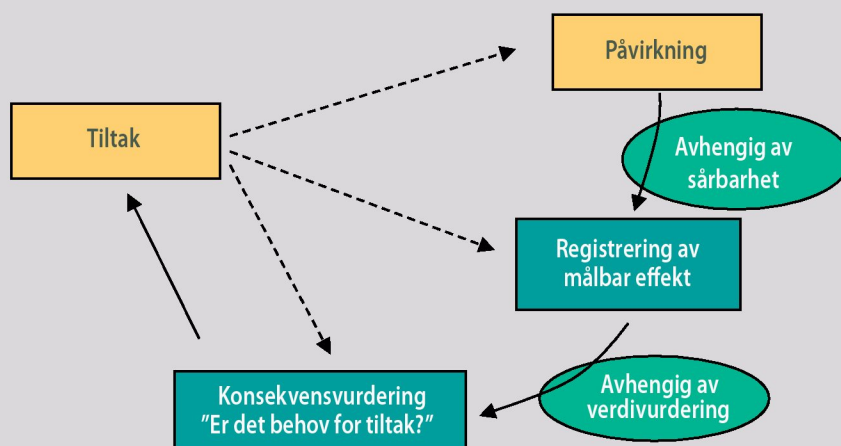 Påvirkning
Tiltak
Avhengig av
sårbarhet
Registrering av
målbar effekt
Konsekvensvurdering
"Er det behov for tiltak?"
Avhengig av
verdivurdering